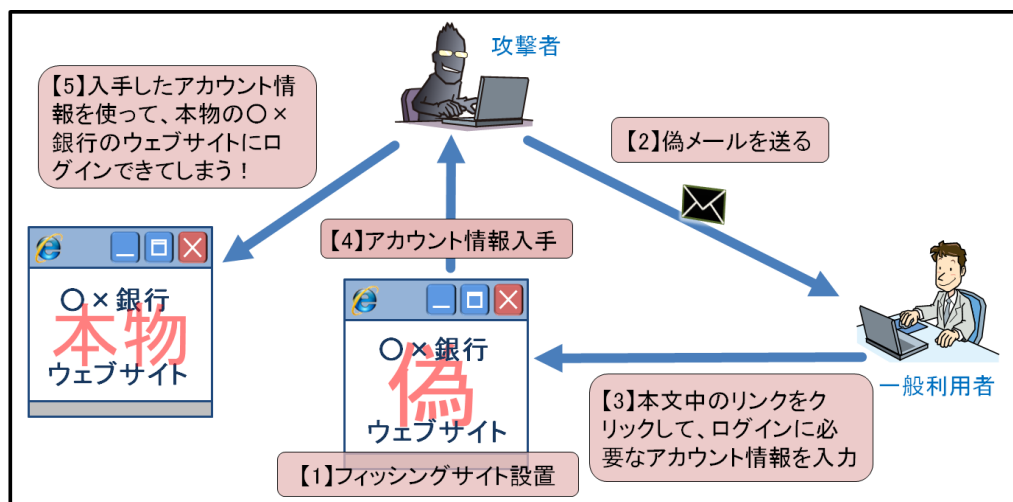 攻撃者
【5】入手したアカウント情
報を使って、本物の〇×
銀行のウェブサイトにロ
グインできてしまう！
【2】偽メールを送る
【4】アカウント情報入手
〇×銀行
本物
ウェブサイト
〇×銀行
偽
ウェブサイト
一般利用者
【3】本文中のリンクをク
リックして、ログインに必
要なアカウント情報を入力
【1】フィッシングサイト設置